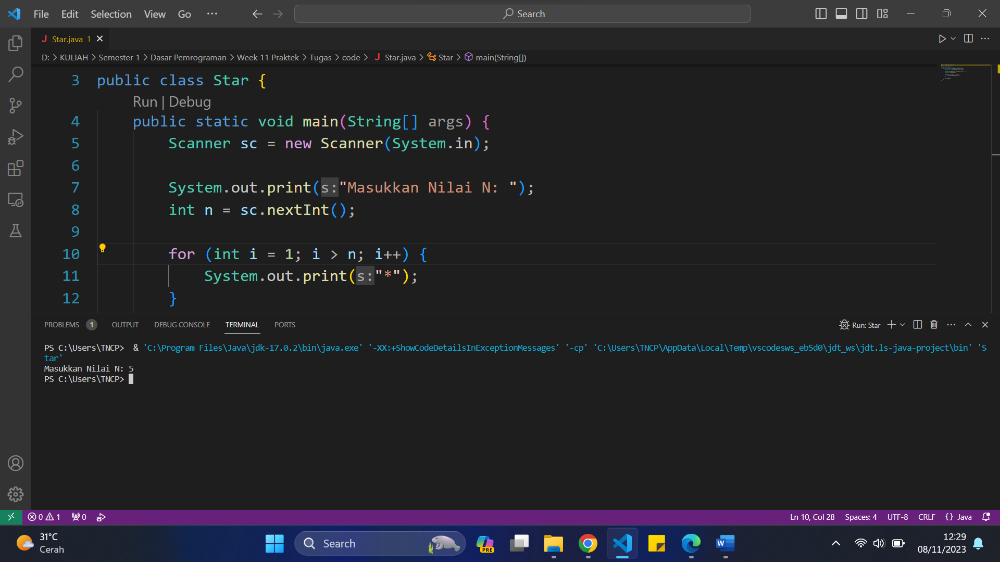 File Edit Selection View Go ··· Search
Star.java 1
D: > KULIAH > Semester 1 > Dasar Pemrograman > Week 11 Praktek > Tugas > code > J Star.java > Star > main(String[])
3 public class Star {
Run | Debug
4 public static void main(String[] args) {
5 Scanner sc = new Scanner(System.in);
6
7 System.out.print(s:"Masukkan Nilai N: ");
8 int n = sc.nextInt();
9
10 for (int i = 1; i > n; i++) {
11 System.out.print(s:"*");
12 }
PROBLEMS 1 OUTPUT DEBUG CONSOLE TERMINAL PORTS Run: Star
PS C:\Users\TNCP>  & 'C:\Program Files\Java\jdk-17.0.2\bin\java.exe' '-XX:+ShowCodeDetailsInExceptionMessages' '-cp' 'C:\Users\TNCP\AppData\Local\Temp\vscodesws_eb5d0\jdt_ws\jdt.ls-java-project\bin' 'S
tar'
Masukkan Nilai N: 5
PS C:\Users\TNCP>
0 1 0 Ln 10, Col 28 Spaces: 4 UTF-8 CRLF {} Java
31°C
Cerah
Search
PRE
W
12:29
08/11/2023